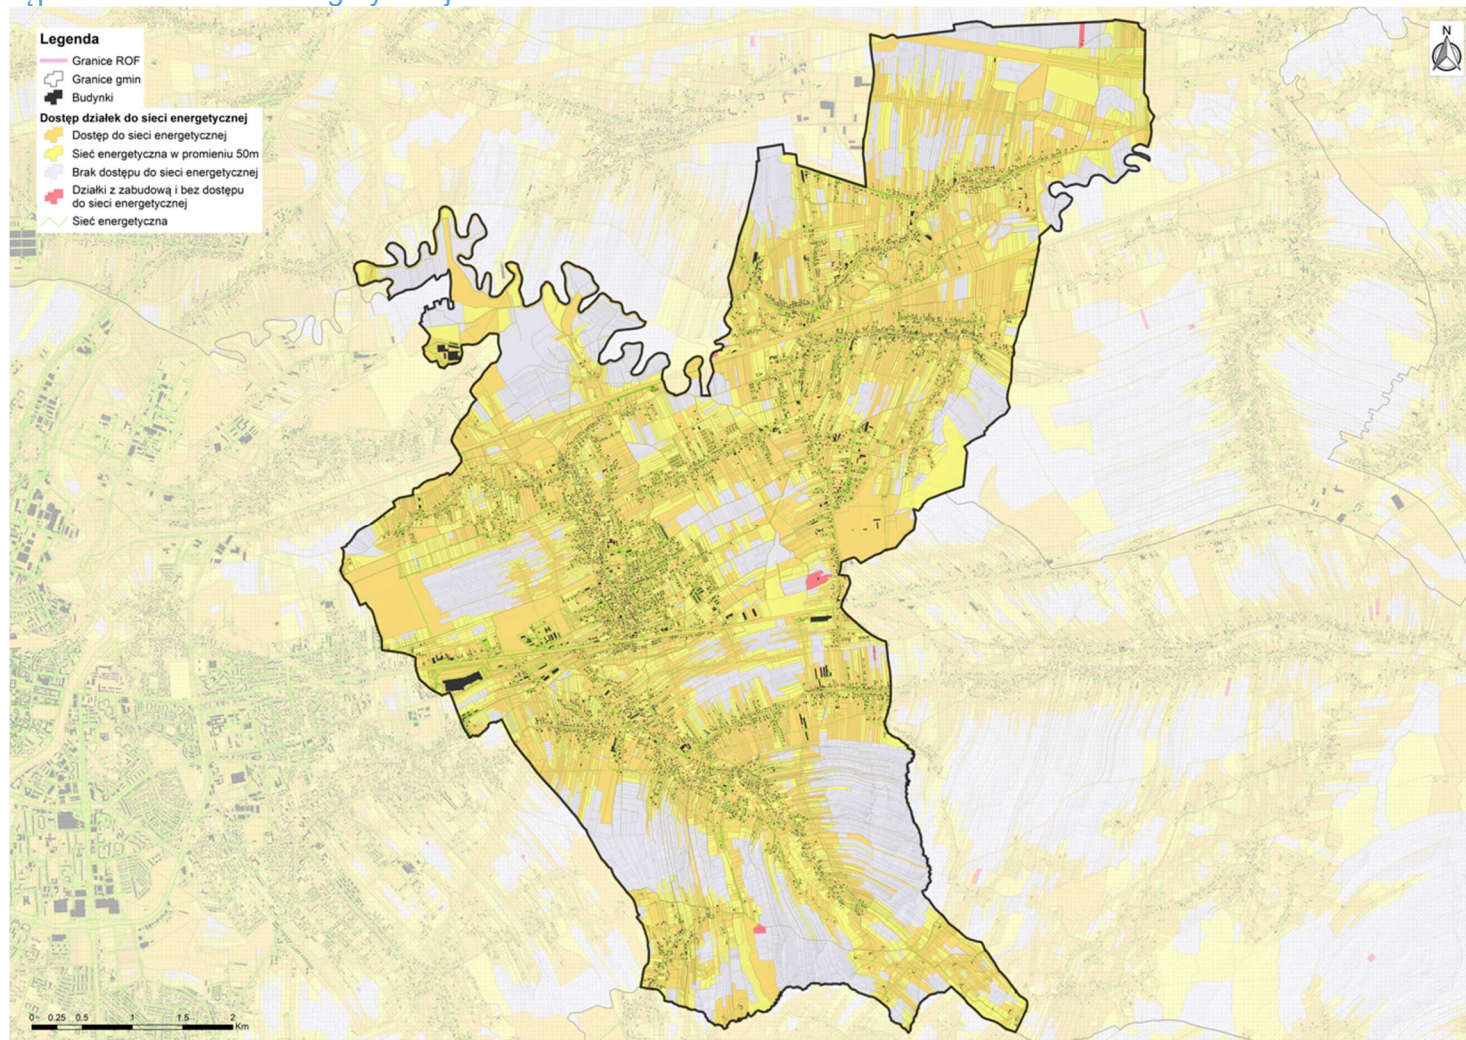 Legenda
N
Granice ROF
Granice gmin
Budynki
Dostęp działek do sieci energetycznej
Dostęp do sieci energetycznej
Sieć energetyczna w promieniu 50m
Brak dostępu do sieci energetycznej
Działki z zabudową i bez dostępu
do sieci energetycznej
Sieć energetyczna
0 0.25 0.5 1 1.5 2
Km